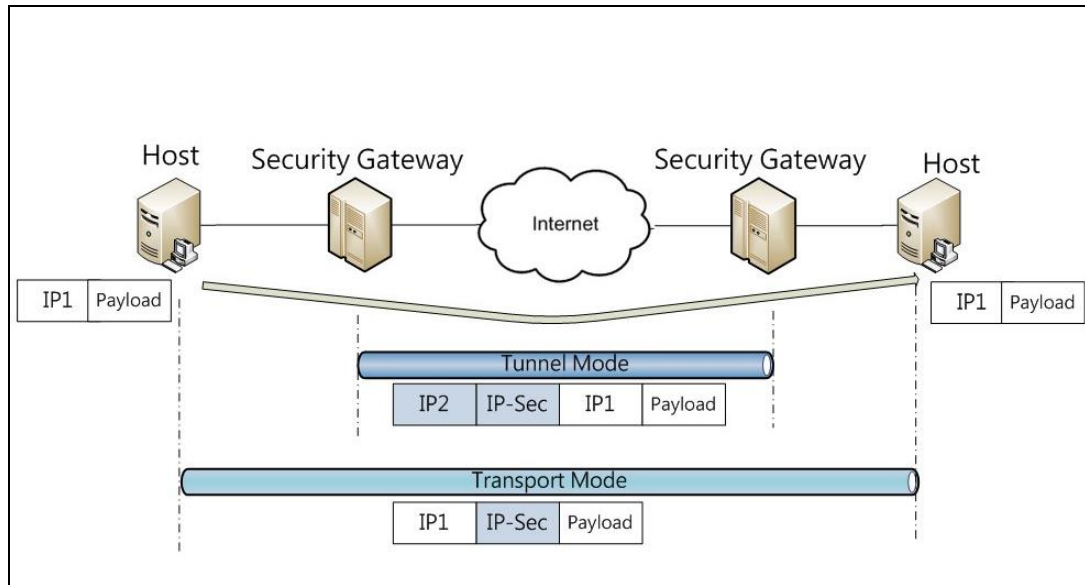 Host
Security Gateway
Security Gateway
Host
Internet
IP1 Payload
IP1 Payload
Tunnel Mode
IP2 IP-Sec IP1 Payload
Transport Mode
IP1 IP-Sec Payload